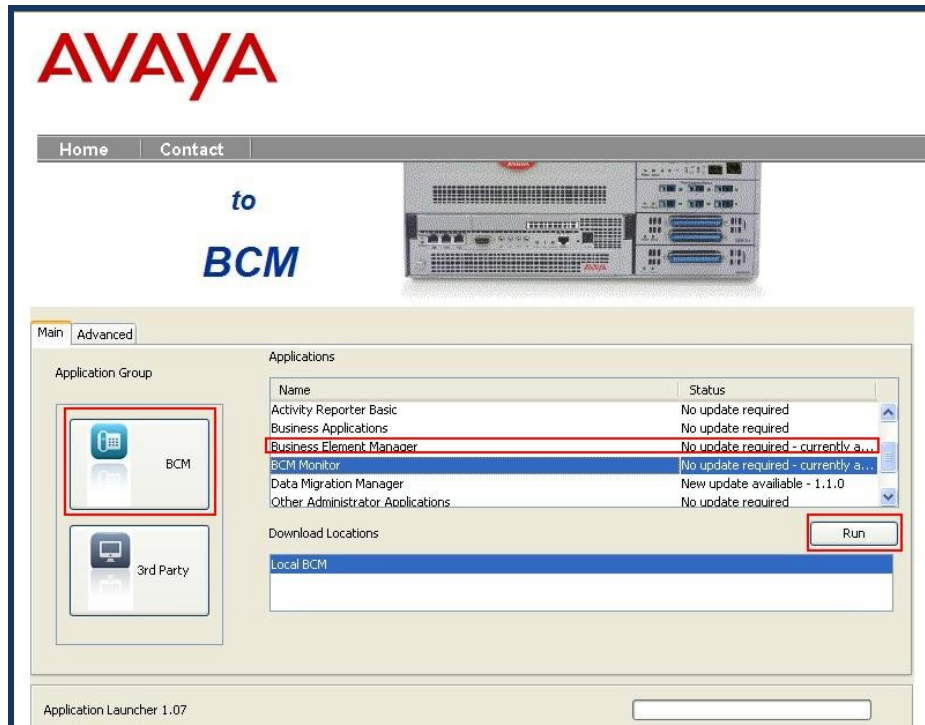 AVAYA
Home Contact
to
BCM
AVAYA
Main Advanced
Application Group
BCM
3rd Party
Applications
Name Status
Activity Reporter Basic No update required
Business Applications No update required
Business Element Manager No update required - currently a...
BCM Monitor No update required - currently a...
Data Migration Manager New update availiable - 1.1.0
Other Administrator Applications No update required
Download Locations
Run
Local BCM
Application Launcher 1.07